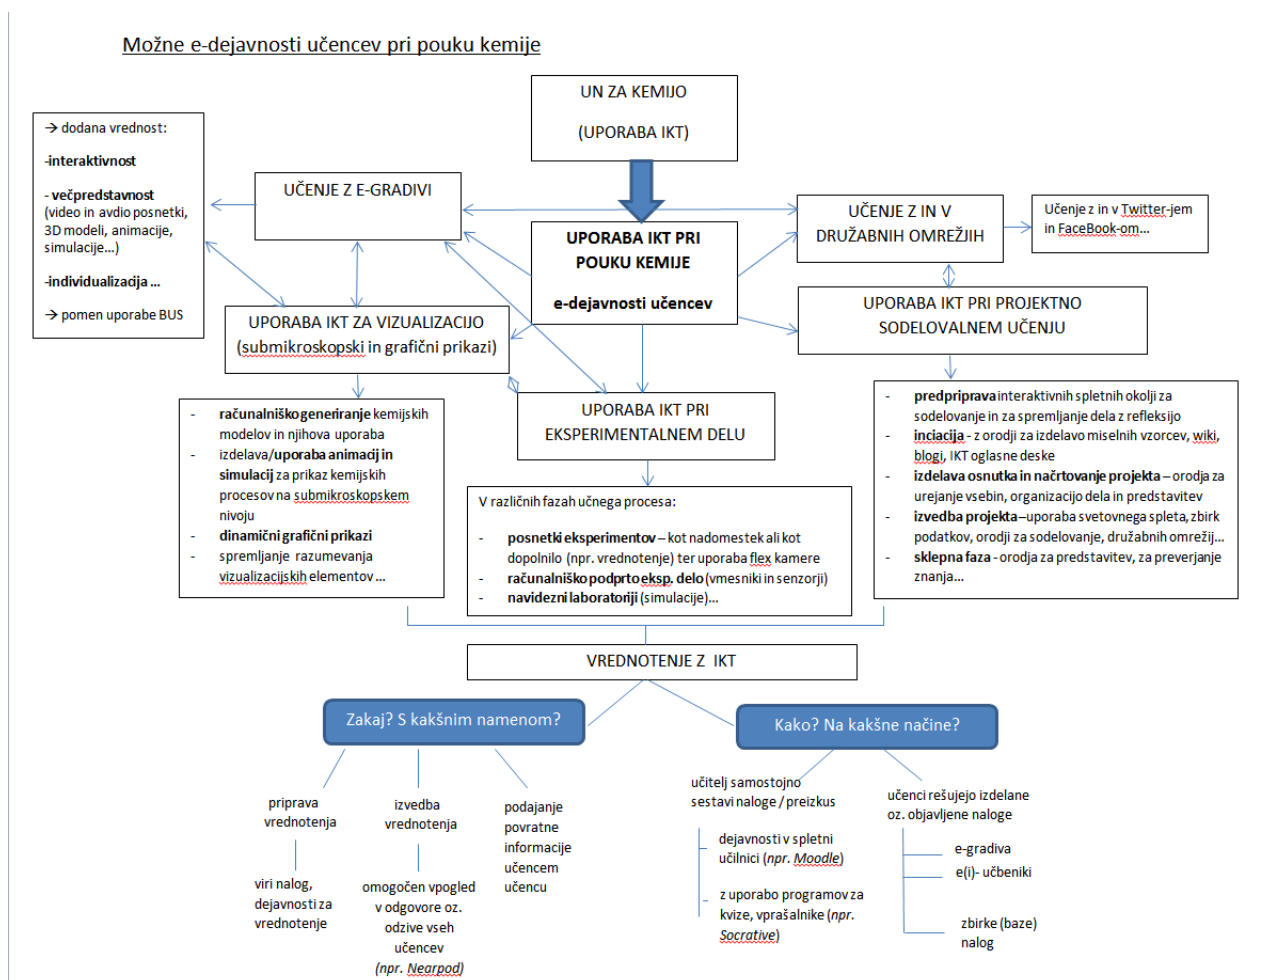 Možne e-dejavnosti učencev pri pouku kemije
UN ZA KEMIJO
(UPORABA IKT)
→ dodana vrednost:
-interaktivnost
- večpredstavnost
(video in avdio posnetki,
3D modeli, animacije,
simulacije...)
-individualizacija ...
→ pomen uporabe BUS
UČENJE Z E-GRADIVI
UPORABA IKT PRI
POUKU KEMIJE
e-dejavnosti učencev
UČENJE Z IN V
DRUŽABNIH OMREŽJIH
Učenje z in v Twitter-jem
in FaceBook-om...
UPORABA IKT ZA VIZUALIZACIJO
(submikroskopski in grafični prikazi)
UPORABA IKT PRI PROJEKTNO
SODELOVALNEM UČENJU
UPORABA IKT PRI
EKSPERIMENTALNEM DELU
- računalniško generiranje kemijskih
modelov in njihova uporaba
- izdelava/uporaba animacij in
simulacij za prikaz kemijskih
procesov na submikroskopskem
nivoju
- dinamični grafični prikazi
- spremljanje razumevanja
vizualizacijskih elementov ...
V različnih fazah učnega procesa:
- posnetki eksperimentov – kot nadomestek ali kot
dopolnilo (npr. vrednotenje) ter uporaba flex kamere
- računalniško podprto eksp. delo (vmesniki in senzorji)
- navidezni laboratoriji (simulacije)...
- predpriprava interaktivnih spletnih okolji za
sodelovanje in za spremljanje dela z refleksijo
- inciacija - z orodji za izdelavo miselnih vzorcev, wiki,
blogi, IKT oglasne deske
- izdelava osnutka in načrtovanje projekta – orodja za
urejanje vsebin, organizacijo dela in predstavitev
- izvedba projekta –uporaba svetovnega spleta, zbirk
podatkov, orodij za sodelovanje, družabnih omrežij...
- sklepna faza - orodja za predstavitev, za preverjanje
znanja...
VREDNOTENJE Z IKT
Zakaj? S kakšnim namenom?
Kako? Na kakšne načine?
priprava
vrednotenja
viri nalog,
dejavnosti za
vrednotenje
izvedba
vrednotenja
omogočen vpogled
v odgovore oz.
odzive vseh
učencev
(npr. Nearpod)
podajanje
povratne
informacije
učencem
učencu
učitelj samostojno
sestavi naloge / preizkus
dejavnosti v spletni
učilnici (npr. Moodle)
z uporabo programov za
kvize, vprašalnike (npr.
Socrative)
učenci rešujejo izdelane
oz. objavljene naloge
e-gradiva
e(i)- učbeniki
zbirke (baze)
nalog